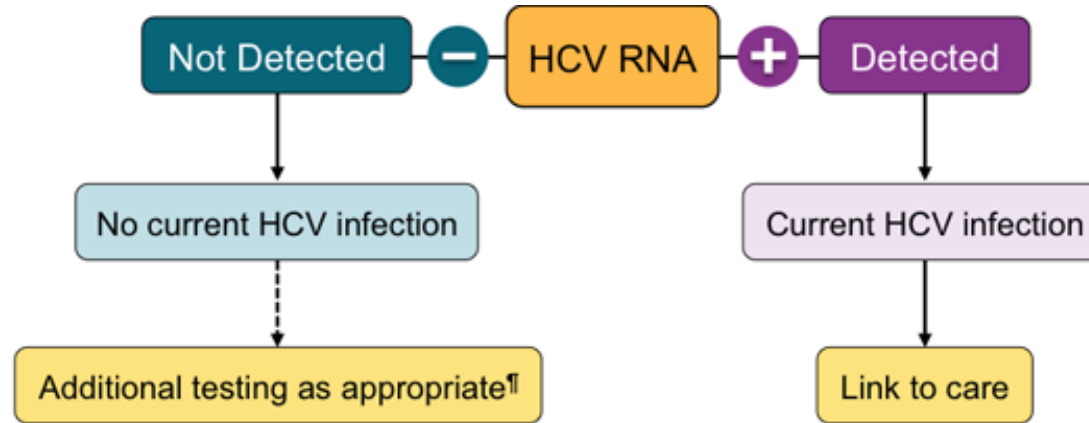 Not Detected
−
HCV RNA
+
Detected
No current HCV infection
Current HCV infection
Additional testing as appropriate¶
Link to care